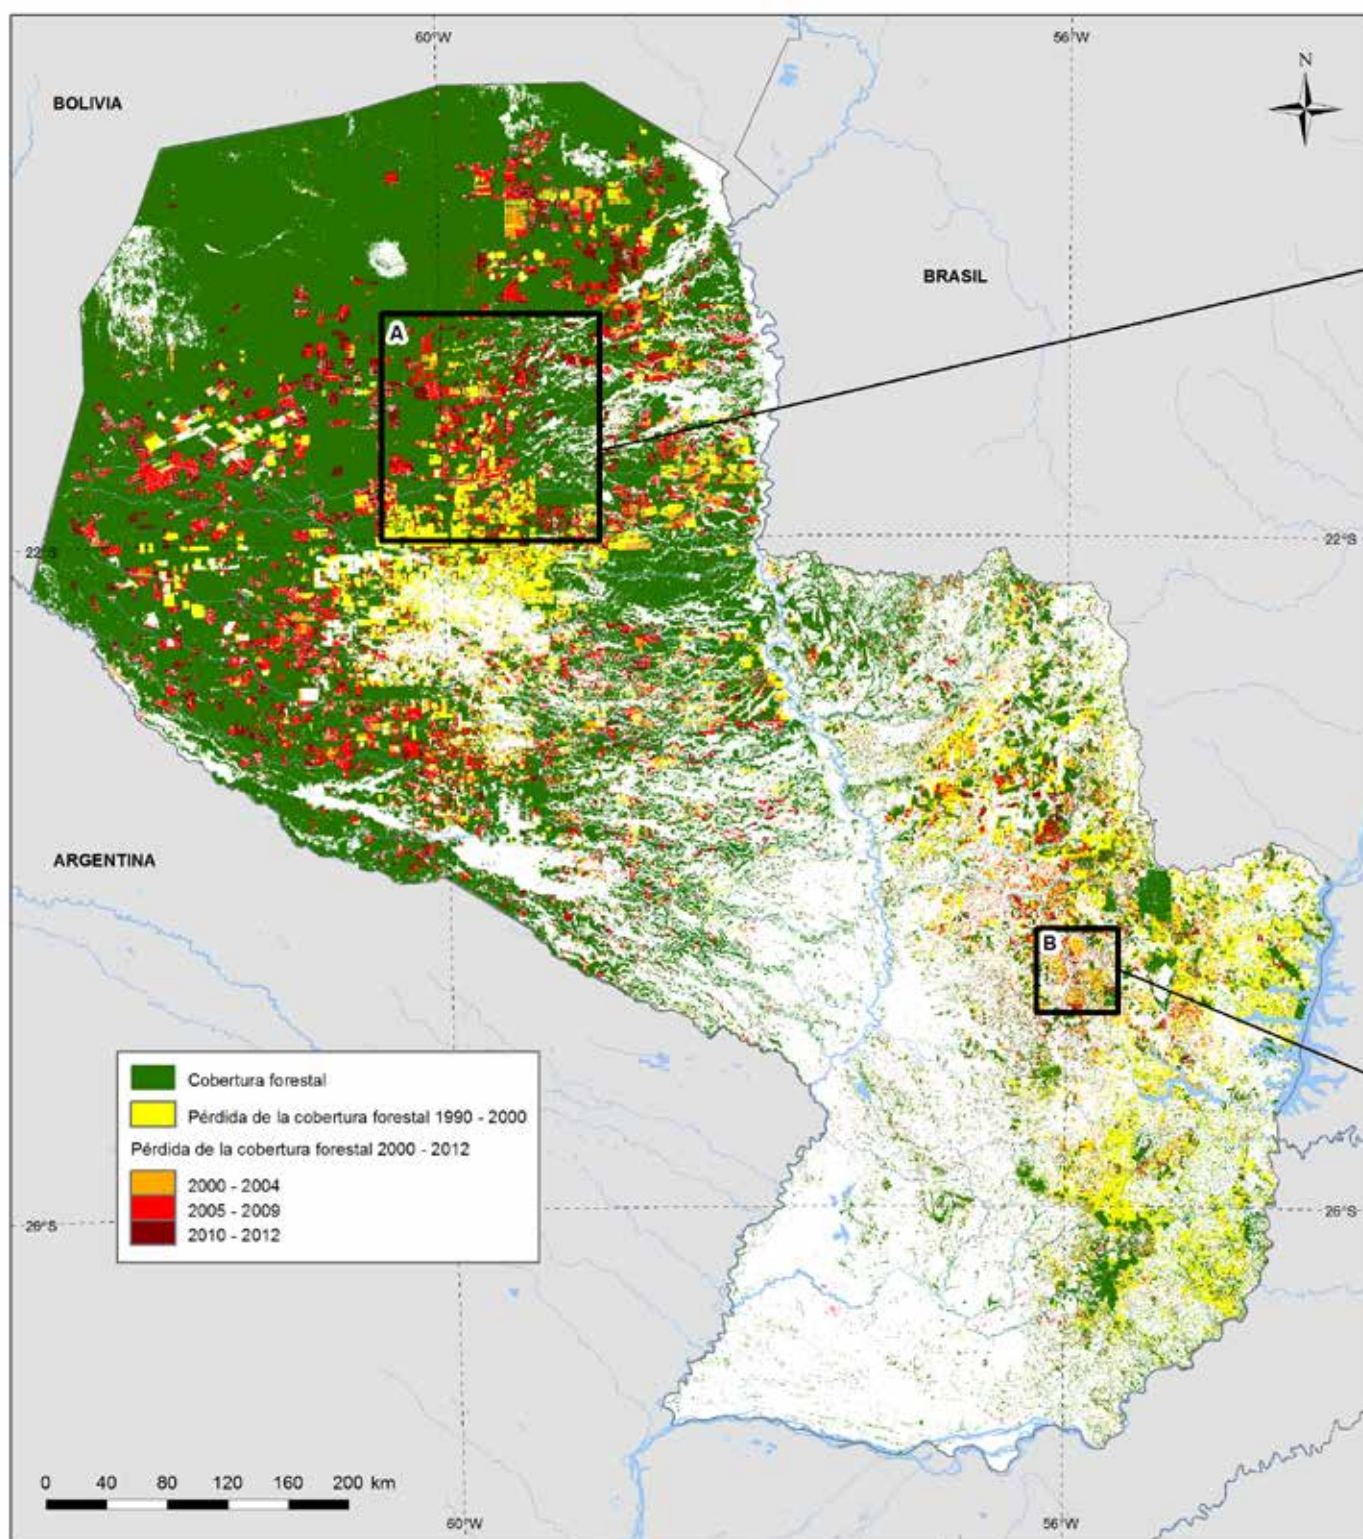 60°W
56°W
N
BOLIVIA
BRASIL
A
22°S
22°S
ARGENTINA
B
Cobertura forestal
Pérdida de la cobertura forestal 1990 - 2000
Pérdida de la cobertura forestal 2000 - 2012
2000 - 2004
2005 - 2009
2010 - 2012
26°S
26°S
0 40 80 120 160 200 km
60°W
56°W